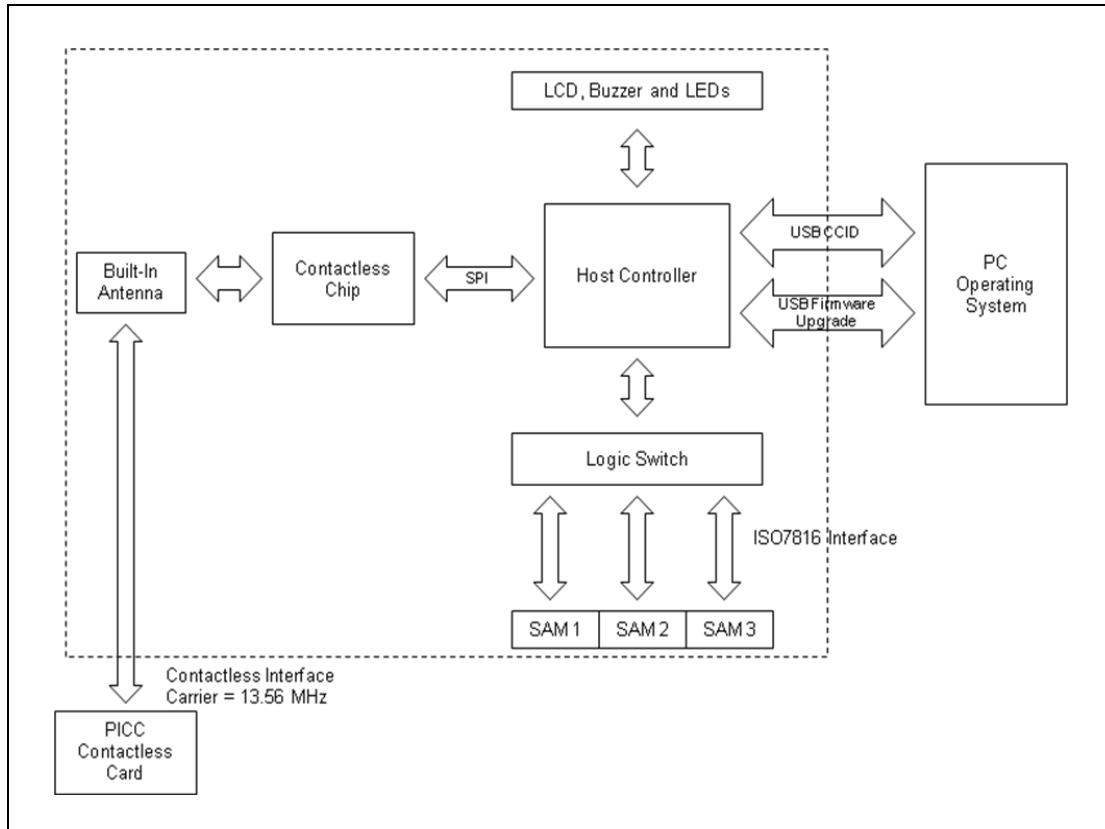 LCD, Buzzer and LEDs
Built-In
Antenna
Contactless
Chip
SPI
Host Controller
USB CCID
USB Firmware
Upgrade
PC
Operating
System
Logic Switch
ISO7816 Interface
SAM 1
SAM 2
SAM 3
Contactless Interface
Carrier = 13.56 MHz
PICC
Contactless
Card